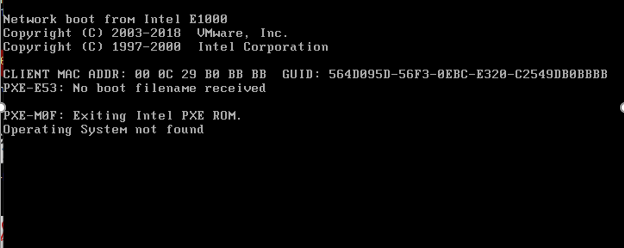 Network boot from Intel E1000
Copyright (C) 2003-2018  VMware, Inc.
Copyright (C) 1997-2000  Intel Corporation
CLIENT MAC ADDR: 00 0C 29 B0 BB BB  GUID: 564D095D-56F3-0EBC-E320-C2549DB0BBBB
PXE-E53: No boot filename received
PXE-M0F: Exiting Intel PXE ROM.
Operating System not found